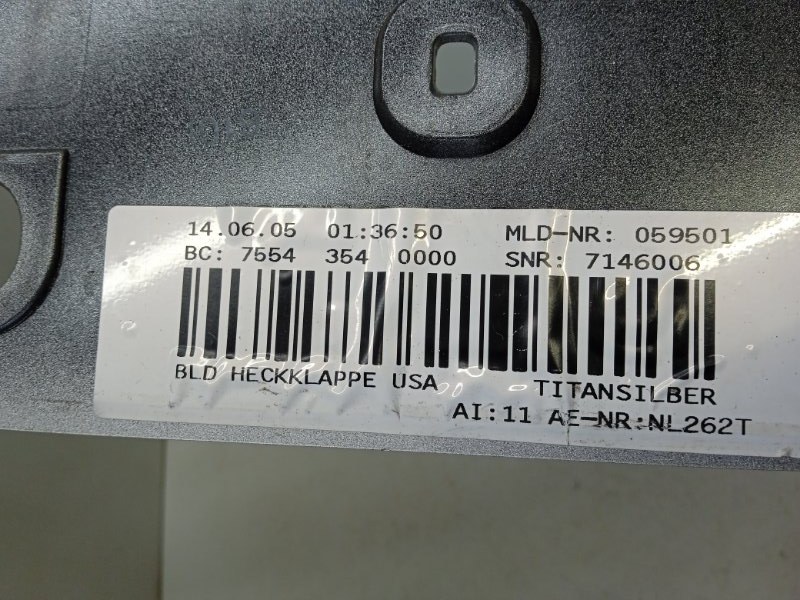 14.06.05 01:36:50 MLD-NR: 059501
BC: 7554 354 0000 SNR: 7146006
BLD HECKKLAPPE USA TITANSILBER
AI:11 AE-NR:NL262T